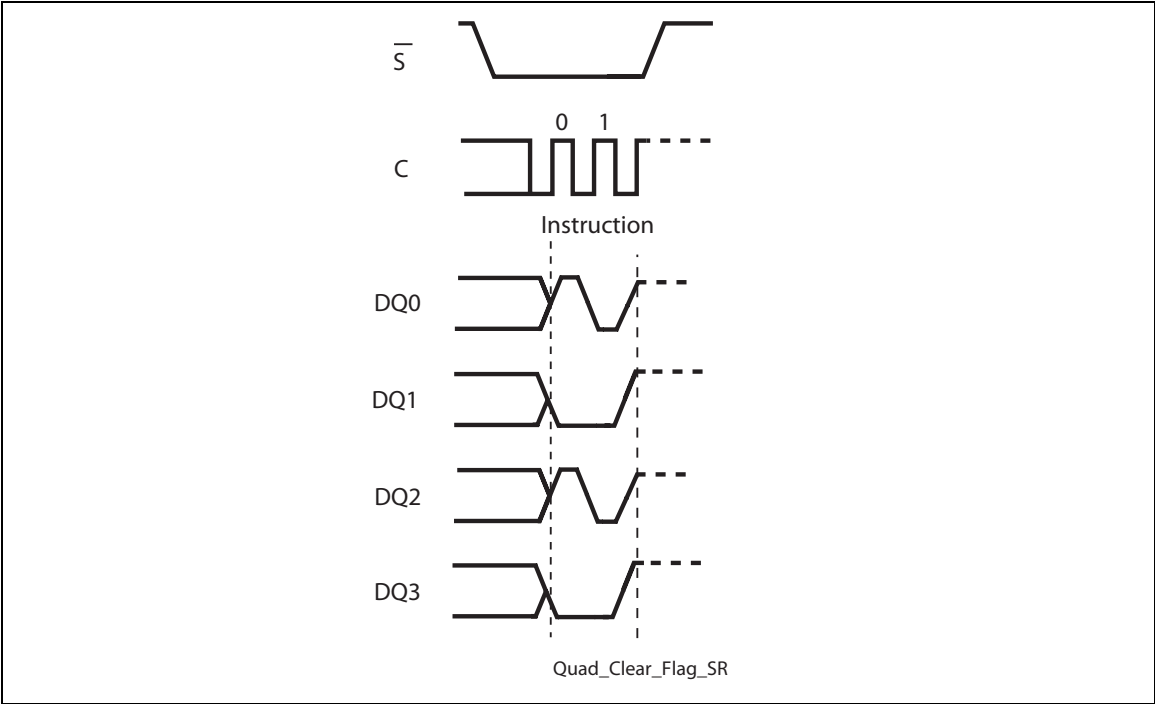 S
0 1
C
Instruction
DQ0
DQ1
DQ2
DQ3
Quad_Clear_Flag_SR